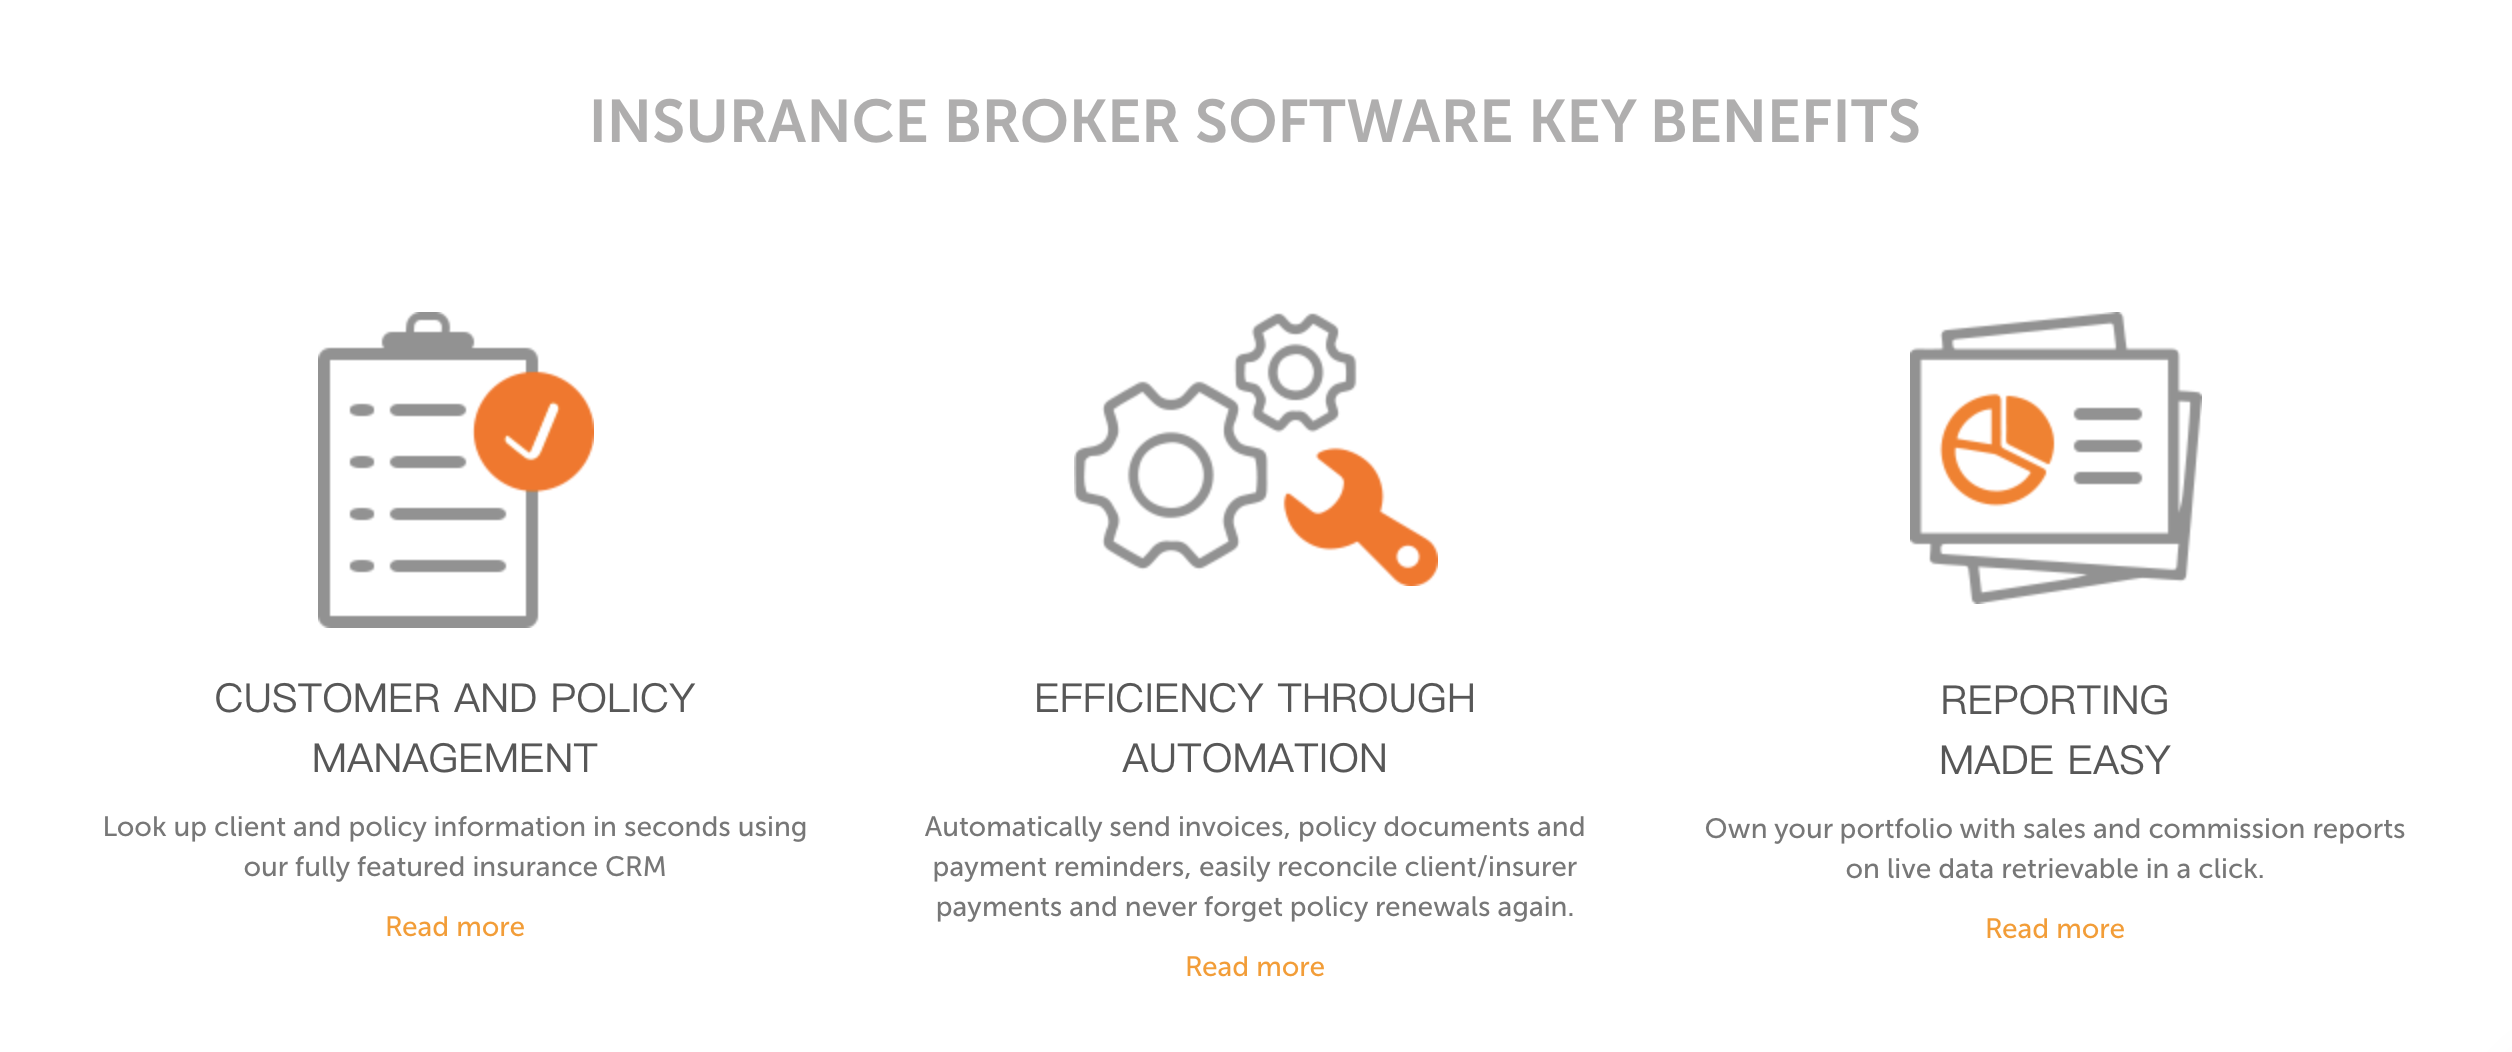 INSURANCE BROKER SOFTWARE KEY BENEFITS
CUSTOMER AND POLICY
MANAGEMENT
Look up client and policy information in seconds using
our fully featured insurance CRM
Read more
EFFICIENCY THROUGH
AUTOMATION
Automatically send invoices, policy documents and
payment reminders, easily reconcile client/insurer
payments and never forget policy renewals again.
Read more
REPORTING
MADE EASY
Own your portfolio with sales and commission reports
on live data retrievable in a click.
Read more